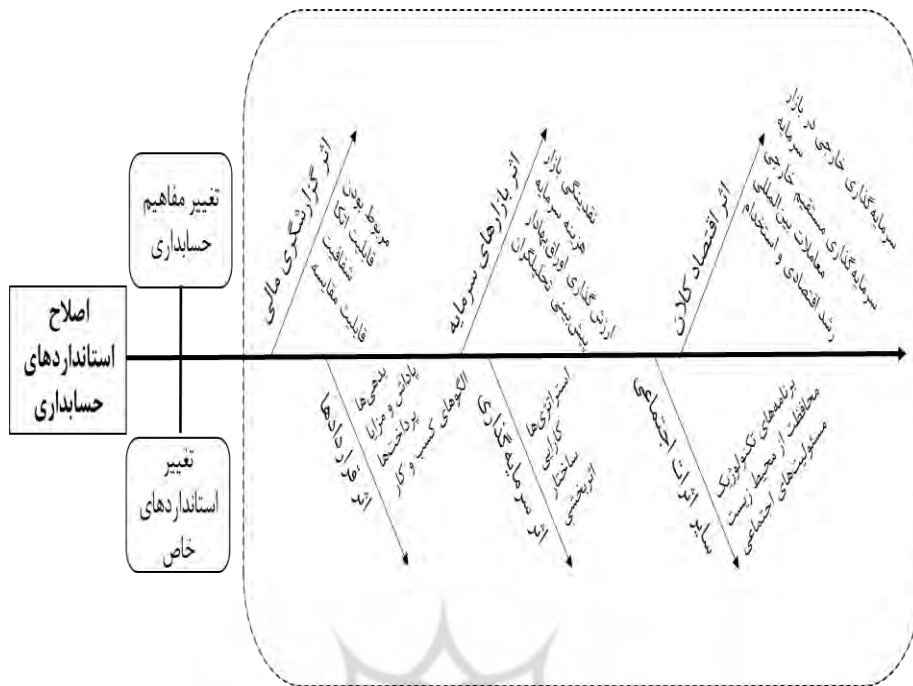 اصلاح
استانداردهای
حسابداری
تغییر مفاهیم
حسابداری
تغییر
استانداردهای
خاص
اثر گزارشگری مالی
مربوط بودن
قابلیت اتکا
شفافیت
قابلیت مقایسه
اثر بازارهای سرمایه
نقدینگی بازار
هزینه سرمایه
ارزش گذاری اوراق بهادار
پیش بینی تحلیلگران
اثر اقتصاد کلان
سرمایه گذاری خارجی در بازار
سرمایه
سرمایه گذاری مستقیم خارجی
معاملات بین المللی
رشد اقتصادی و استخدام
اثر قراردادها
بدهی‌ها
پاداش و مزایا
پرداخت‌ها
الگوهای کسب و کار
اثر سرمایه گذاری
استراتژی‌ها
کارایی
ساختار
اثربخشی
سایر اثرات اجتماعی
برنامه‌های تکنولوژیک
محافظت از محیط زیست
مسئولیت‌های اجتماعی